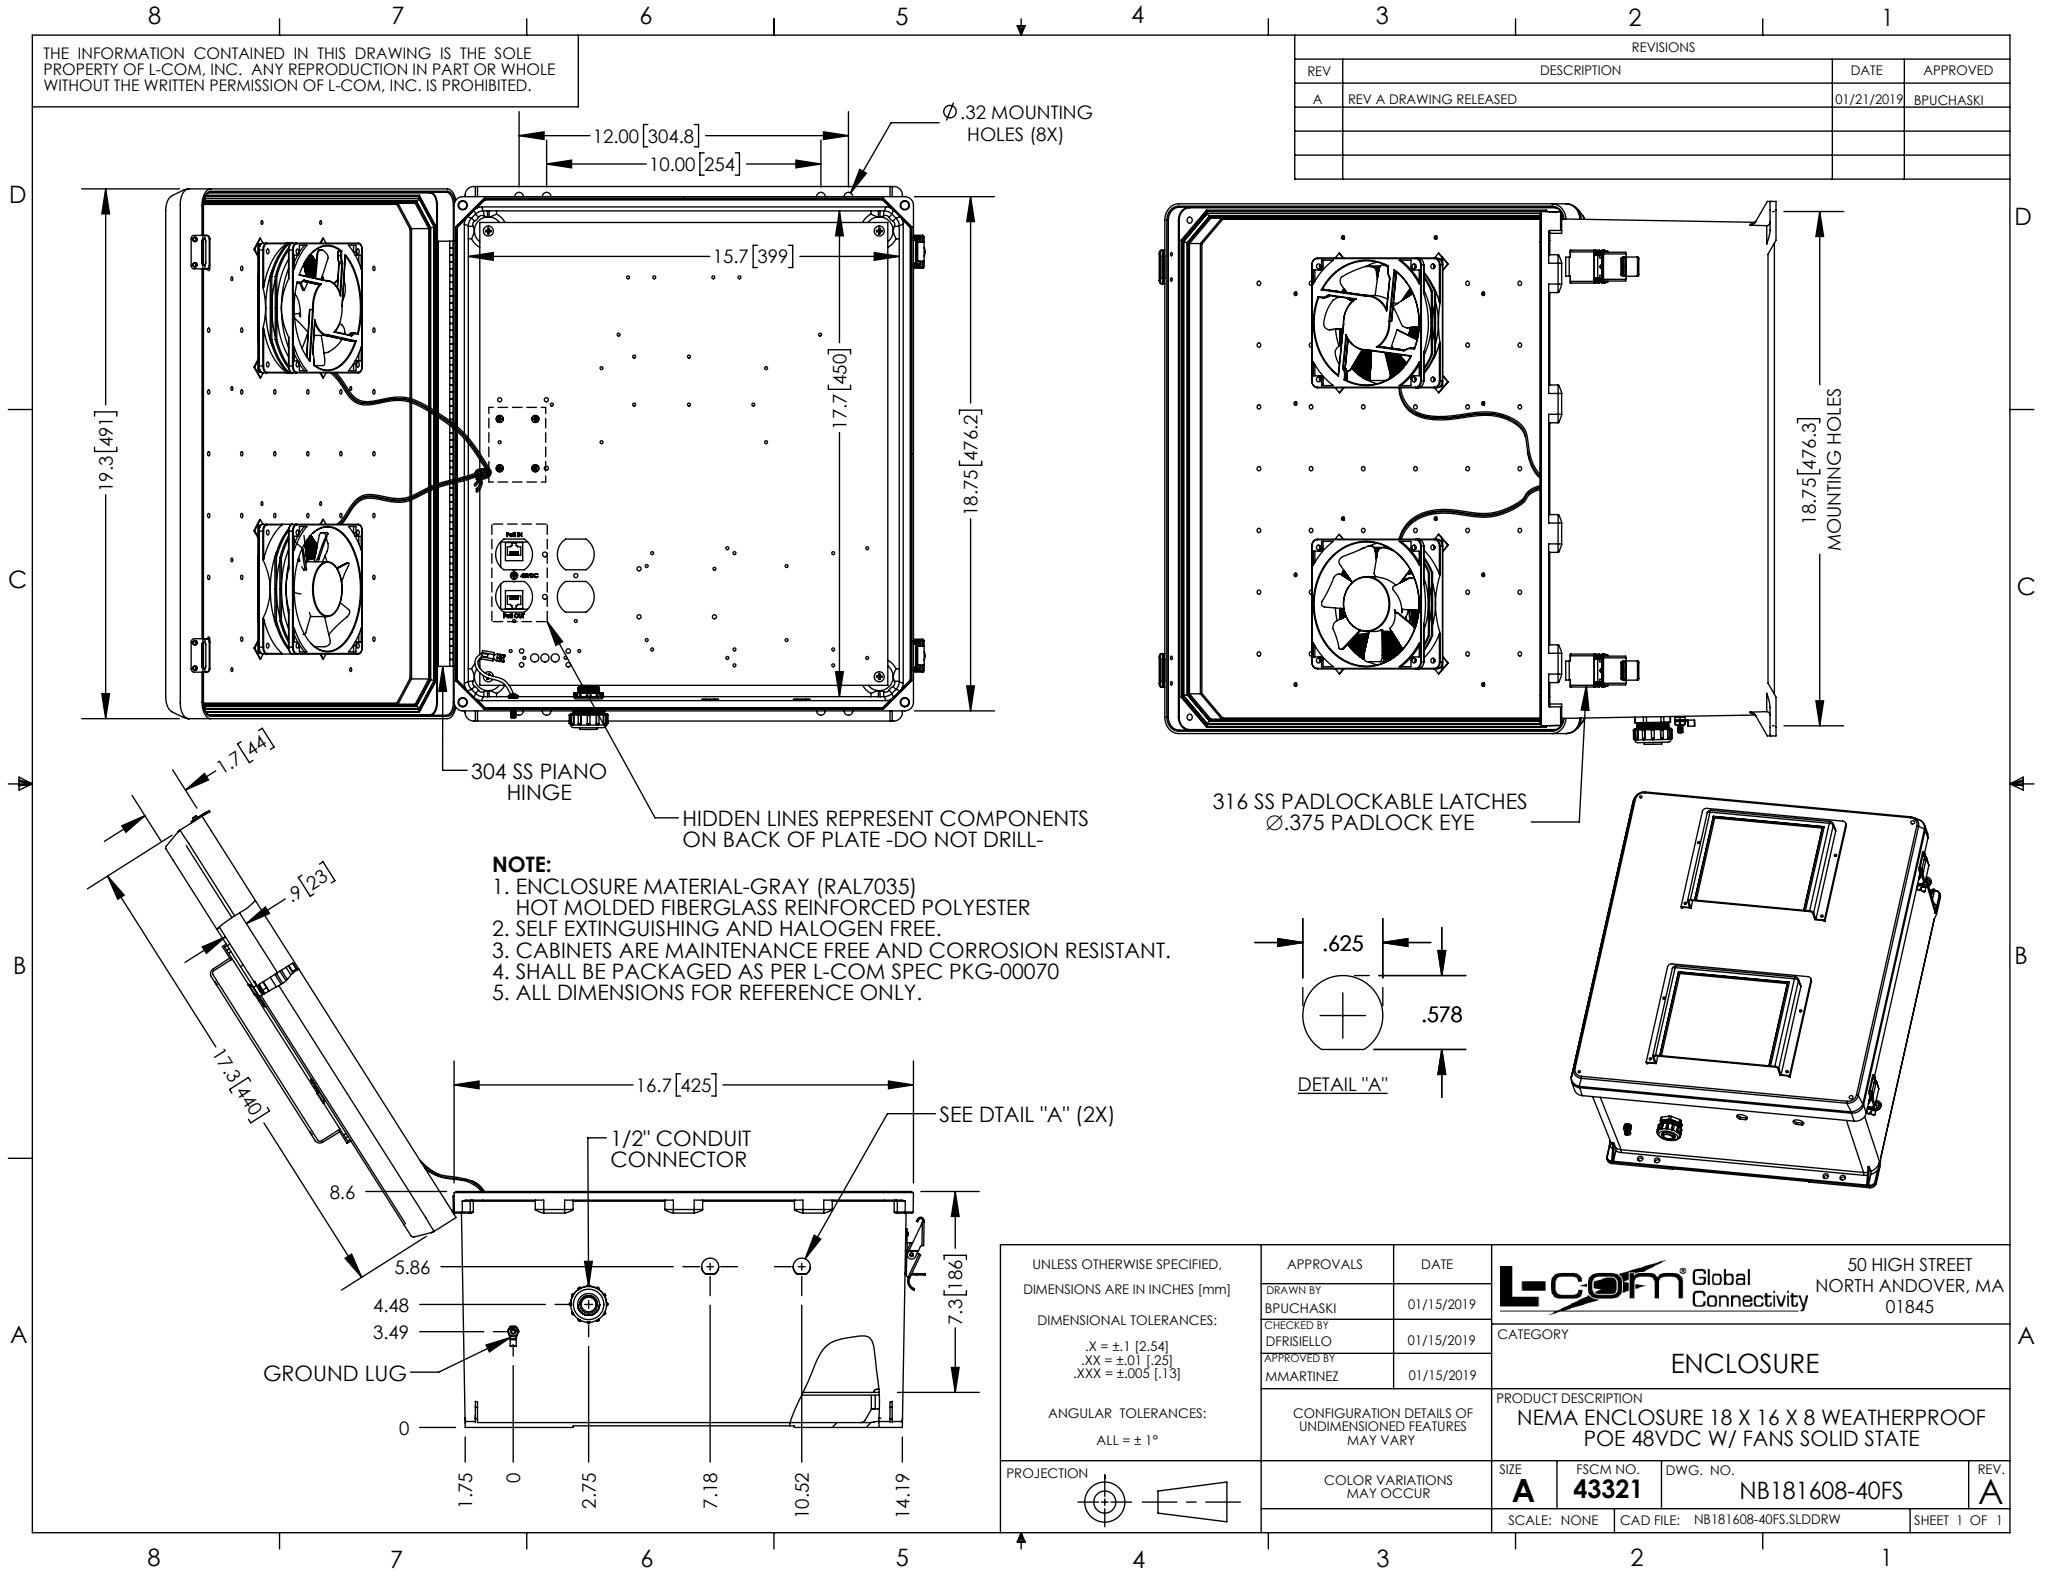 8 7 6 5 4 3 2 1
THE INFORMATION CONTAINED IN THIS DRAWING IS THE SOLE
PROPERTY OF L-COM, INC. ANY REPRODUCTION IN PART OR WHOLE
WITHOUT THE WRITTEN PERMISSION OF L-COM, INC. IS PROHIBITED.
REVISIONS
REV DESCRIPTION DATE APPROVED
A REV A DRAWING RELEASED 01/21/2019 BPUCHASKI
D
D
C
C
B
B
A
A
12.00[304.8]
10.00[254]
Ø.32 MOUNTING
HOLES (8X)
15.7[399]
17.7[450]
19.3[491]
18.75[476.2]
PoE IN
48VDC
PoE OUT
18.75[476.3]
MOUNTING HOLES
304 SS PIANO
HINGE
HIDDEN LINES REPRESENT COMPONENTS
ON BACK OF PLATE -DO NOT DRILL-
316 SS PADLOCKABLE LATCHES
Ø.375 PADLOCK EYE
1.7[44]
.9[23]
17.3[440]
NOTE:
1. ENCLOSURE MATERIAL-GRAY (RAL7035)
HOT MOLDED FIBERGLASS REINFORCED POLYESTER
2. SELF EXTINGUISHING AND HALOGEN FREE.
3. CABINETS ARE MAINTENANCE FREE AND CORROSION RESISTANT.
4. SHALL BE PACKAGED AS PER L-COM SPEC PKG-00070
5. ALL DIMENSIONS FOR REFERENCE ONLY.
.625
.578
DETAIL "A"
16.7[425]
SEE DTAIL "A" (2X)
1/2" CONDUIT
CONNECTOR
8.6
5.86
4.48
3.49
GROUND LUG
0
7.3[186]
1.75
0
2.75
7.18
10.52
14.19
UNLESS OTHERWISE SPECIFIED,
DIMENSIONS ARE IN INCHES [mm]
DIMENSIONAL TOLERANCES:
.X = ±.1 [2.54]
.XX = ±.01 [.25]
.XXX = ±.005 [.13]
ANGULAR TOLERANCES:
ALL = ± 1°
PROJECTION
APPROVALS DATE
DRAWN BY
BPUCHASKI 01/15/2019
CHECKED BY
DFRISIELLO 01/15/2019
APPROVED BY
MMARTINEZ 01/15/2019
CONFIGURATION DETAILS OF
UNDIMENSIONED FEATURES
MAY VARY
COLOR VARIATIONS
MAY OCCUR
L-com® Global
Connectivity
50 HIGH STREET
NORTH ANDOVER, MA
01845
CATEGORY
ENCLOSURE
PRODUCT DESCRIPTION
NEMA ENCLOSURE 18 X 16 X 8 WEATHERPROOF
POE 48VDC W/ FANS SOLID STATE
SIZE
A
FSCM NO.
43321
DWG. NO.
NB181608-40FS
REV.
A
SCALE: NONE CAD FILE: NB181608-40FS.SLDDRW SHEET 1 OF 1
8 7 6 5 4 3 2 1